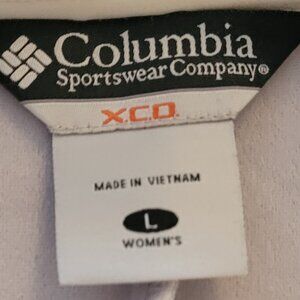 Columbia
Sportswear Company®
XCO
MADE IN VIETNAM
L
WOMEN'S